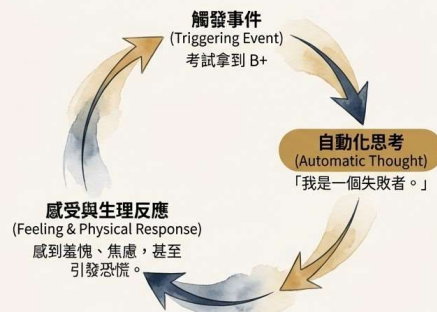 觸發事件
(Triggering Event)
考試拿到 B+
自動化思考
(Automatic Thought)
「我是一個失敗者。」
感受與生理反應
(Feeling & Physical Response)
感到羞愧、焦慮，甚至
引發恐慌。